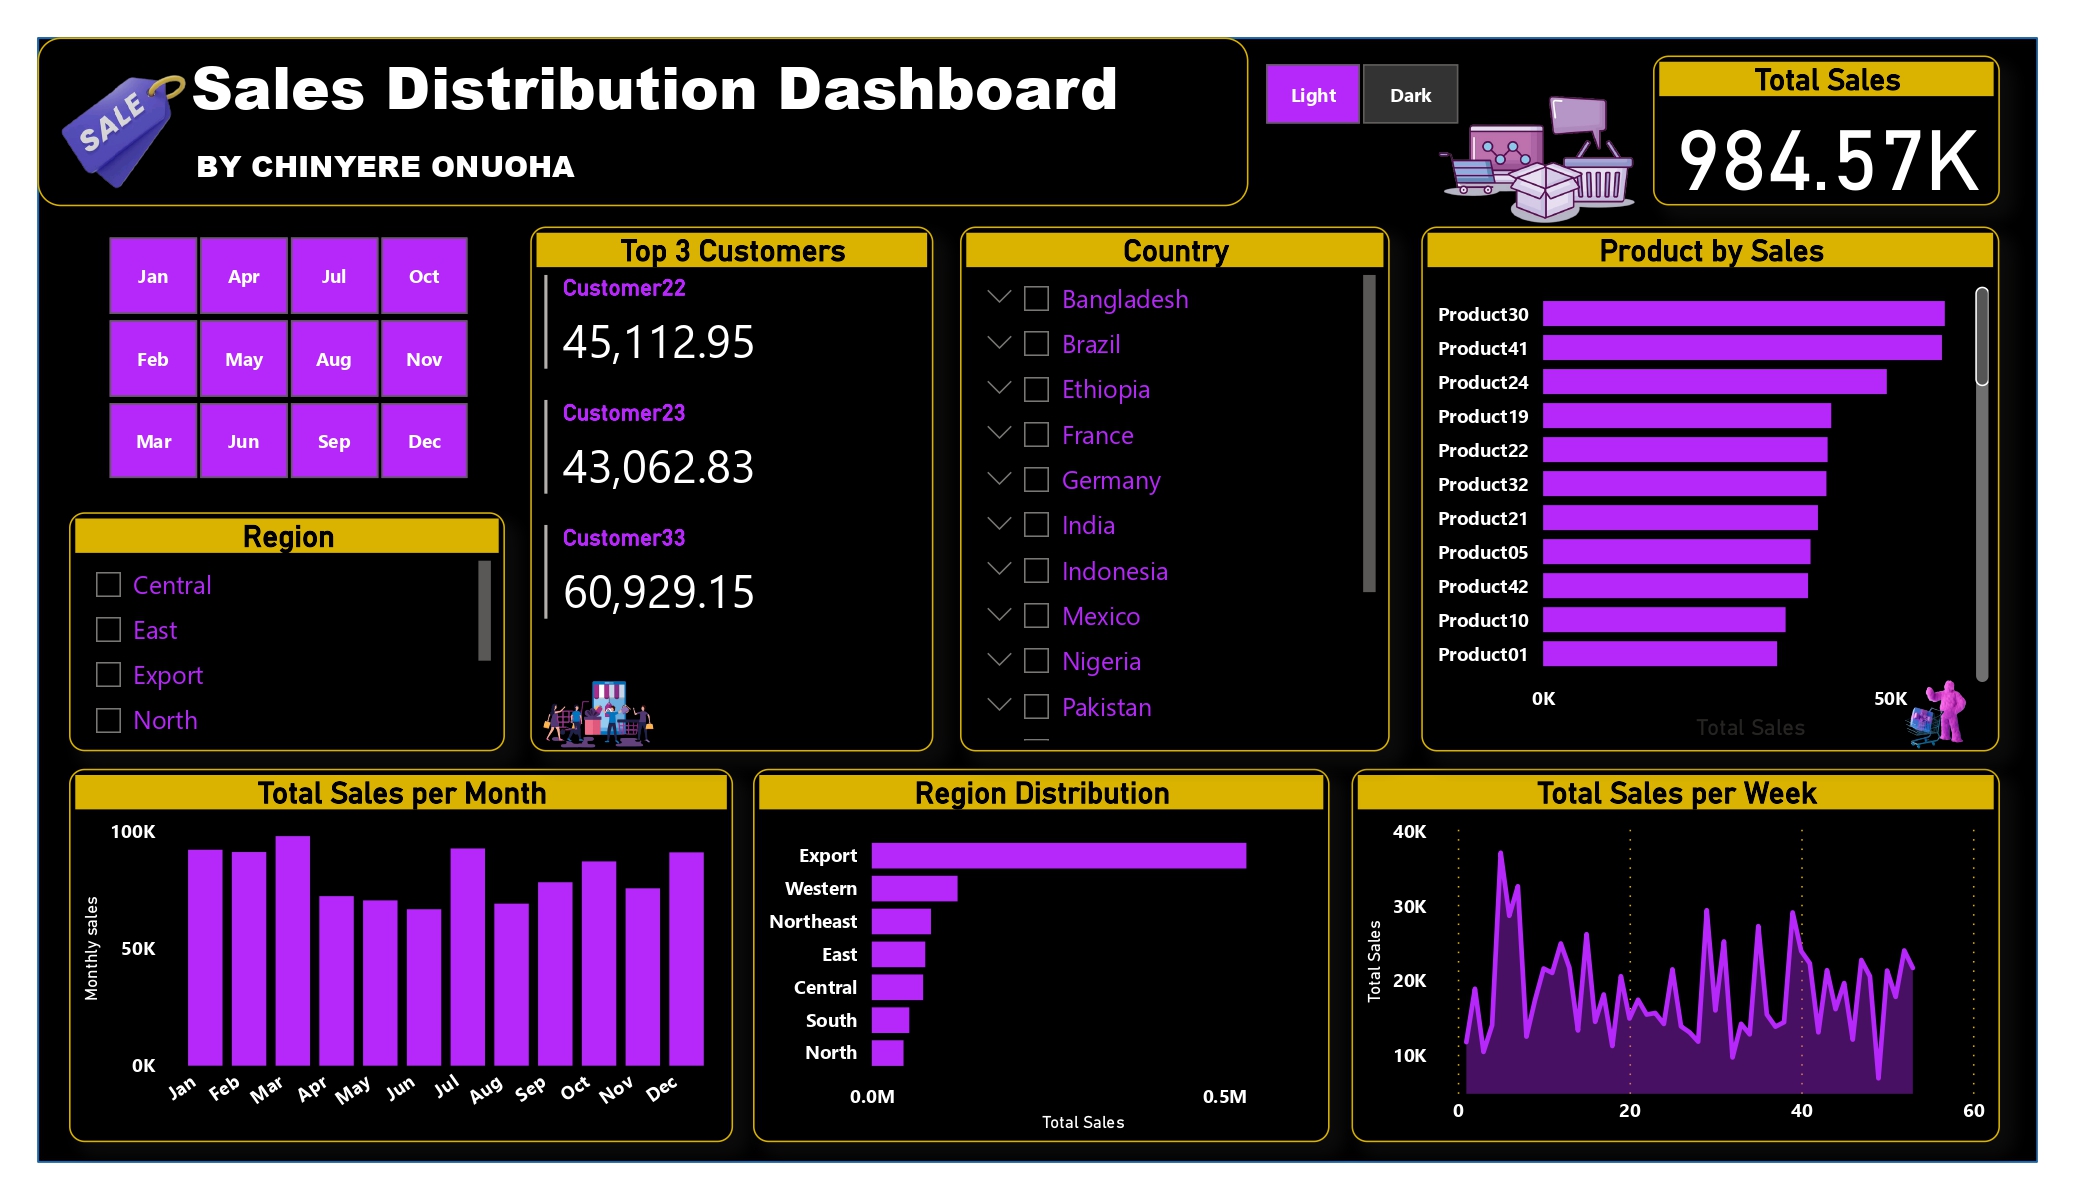 SALE
Sales Distribution Dashboard
BY CHINYERE ONUOHA
Light
Dark
Total Sales
984.57K
Jan
Apr
Jul
Oct
Feb
May
Aug
Nov
Mar
Jun
Sep
Dec
Region
Central
East
Export
North
Top 3 Customers
Customer22
45,112.95
Customer23
43,062.83
Customer33
60,929.15
Country
Bangladesh
Brazil
Ethiopia
France
Germany
India
Indonesia
Mexico
Nigeria
Pakistan
Product by Sales
Product30
Product41
Product24
Product19
Product22
Product32
Product21
Product05
Product42
Product10
Product01
0K
50K
Total Sales
Total Sales per Month
Monthly sales
100K
50K
0K
Jan
Feb
Mar
Apr
May
Jun
Jul
Aug
Sep
Oct
Nov
Dec
Region Distribution
Export
Western
Northeast
East
Central
South
North
0.0M
0.5M
Total Sales
Total Sales per Week
Total Sales
40K
30K
20K
10K
0
20
40
60